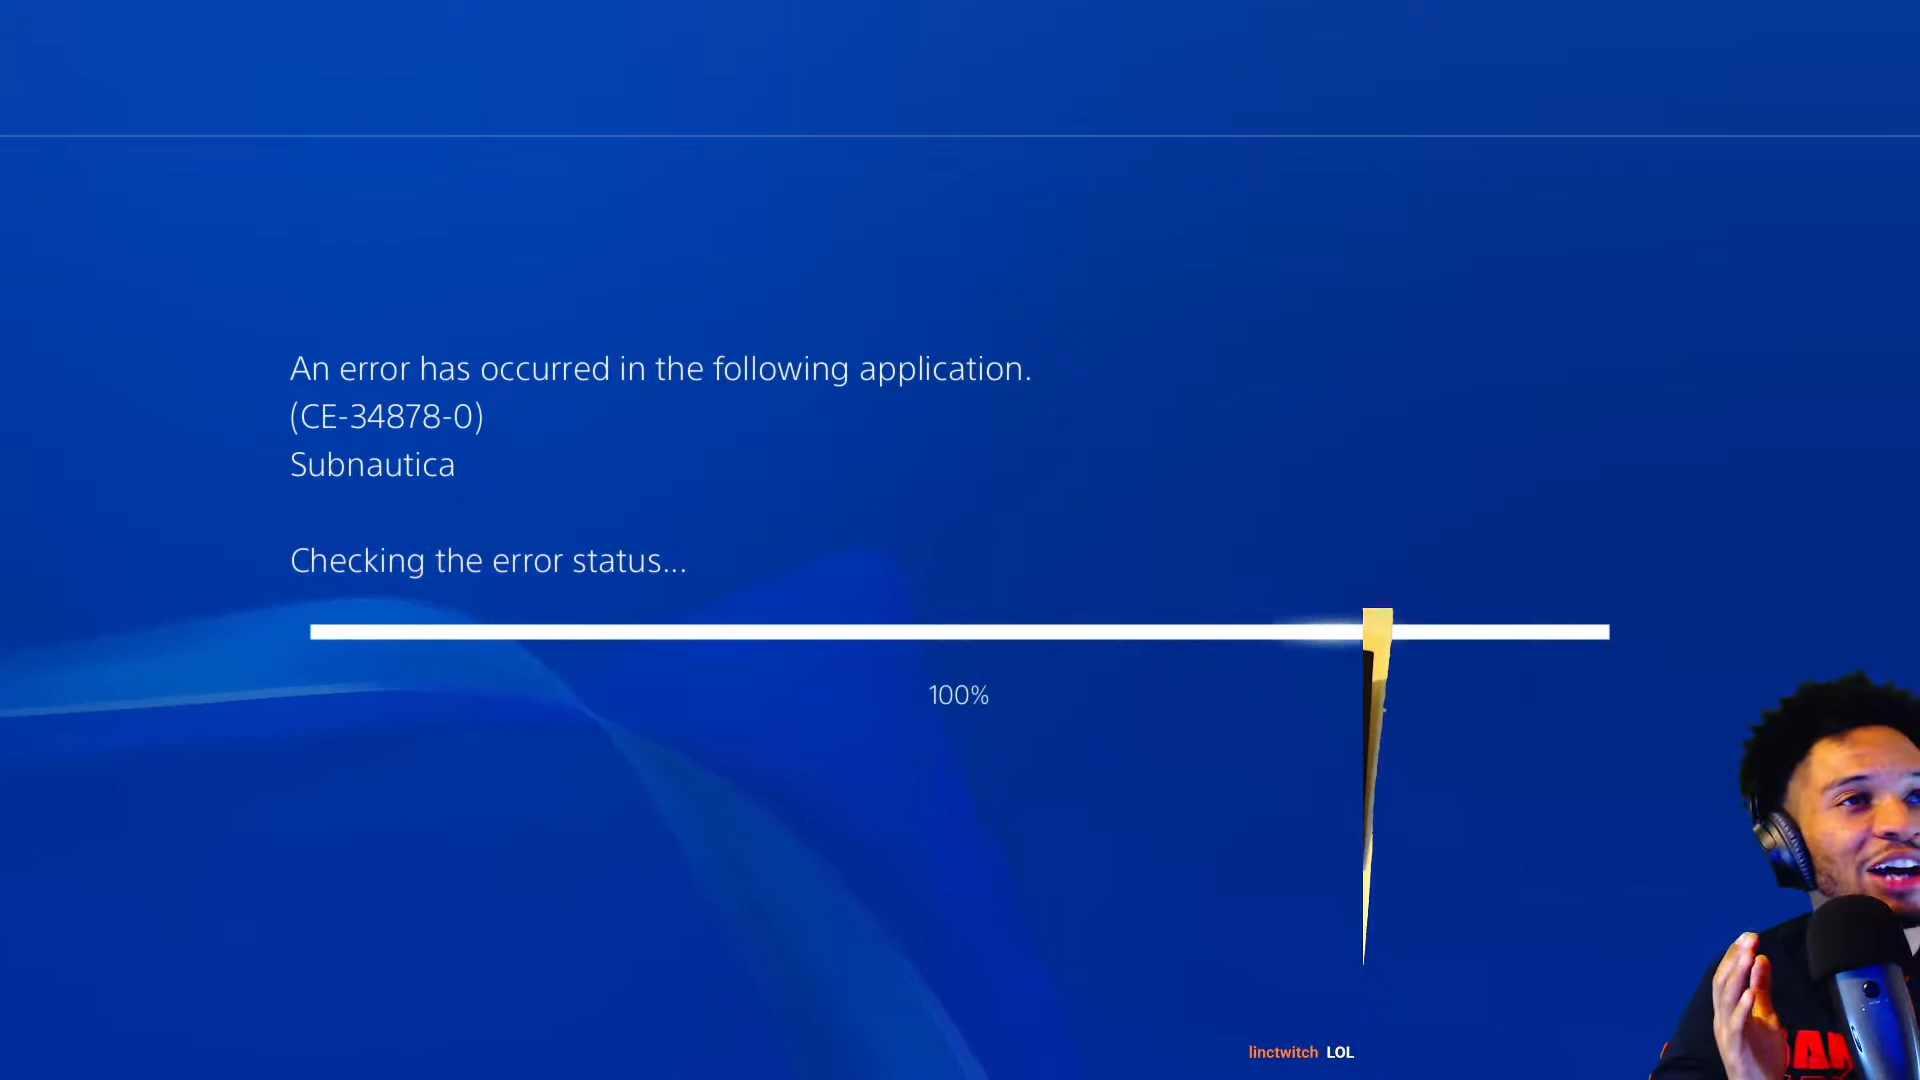 An error has occurred in the following application.
(CE-34878-0)
Subnautica
Checking the error status...
100%
linctwitch LOL